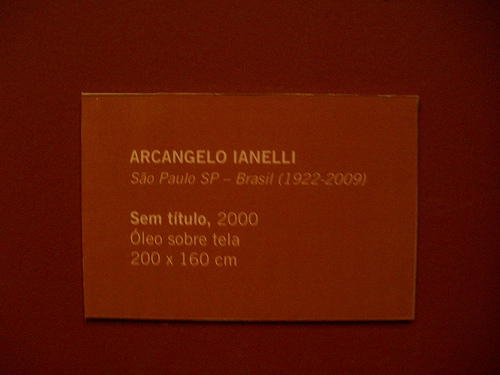 ARCANGELO IANELLI
São Paulo SP – Brasil (1922-2009)
Sem título, 2000
Óleo sobre tela
200 x 160 cm